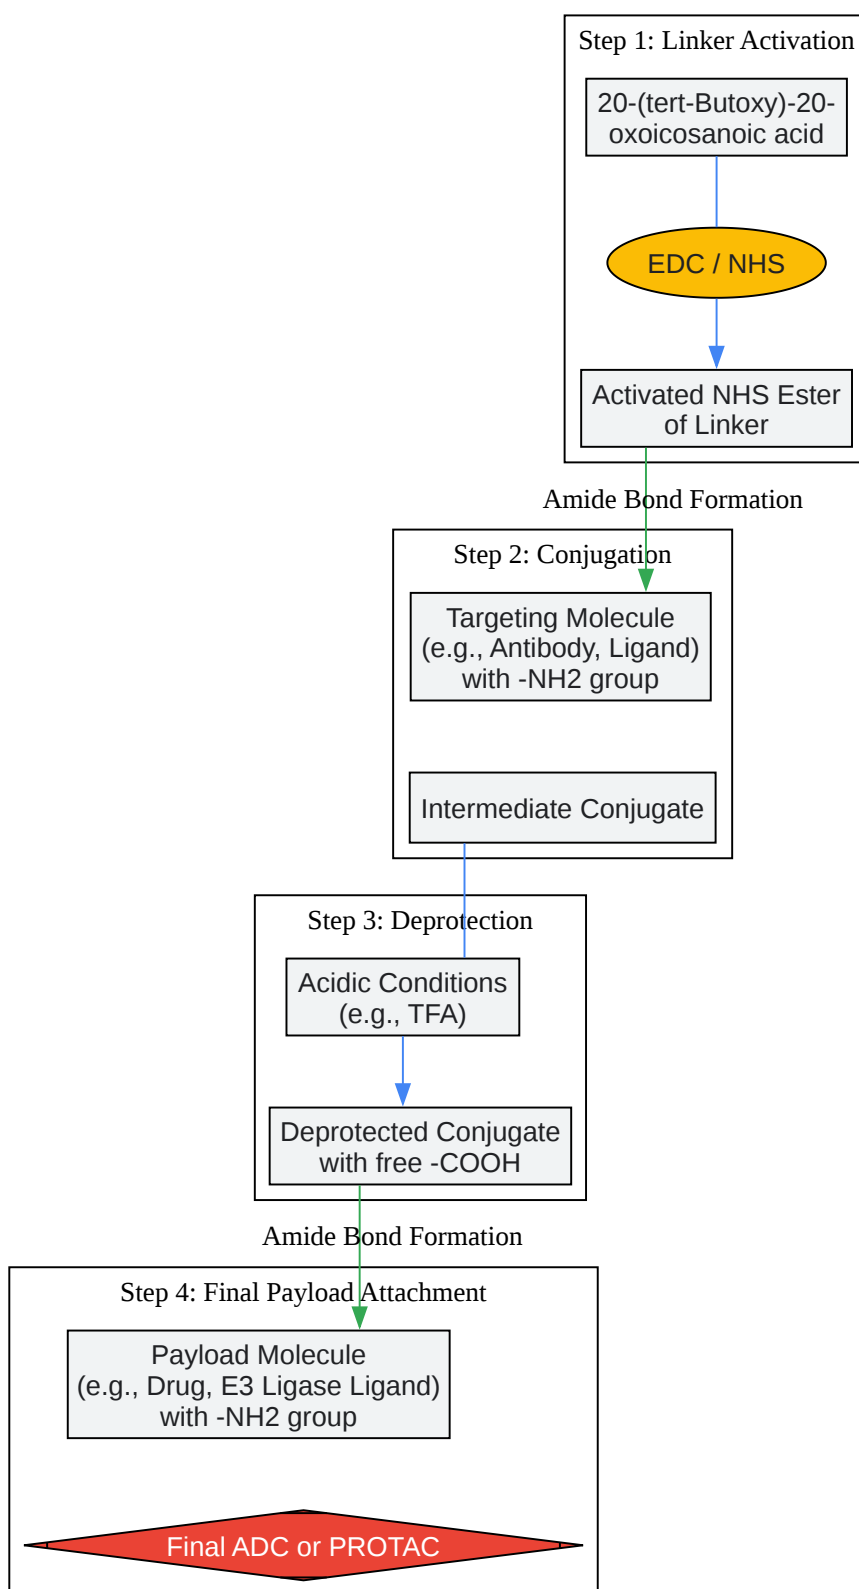 Step 1: Linker Activation
20-(tert-Butoxy)-20-
oxoicosanoic acid
EDC / NHS
Activated NHS Ester
of Linker
Amide Bond Formation
Step 2: Conjugation
Targeting Molecule
(e.g., Antibody, Ligand)
with -NH2 group
Intermediate Conjugate
Step 3: Deprotection
Acidic Conditions
(e.g., TFA)
Deprotected Conjugate
with free -COOH
Amide Bond Formation
Step 4: Final Payload Attachment
Payload Molecule
(e.g., Drug, E3 Ligase Ligand)
with -NH2 group
Final ADC or PROTAC